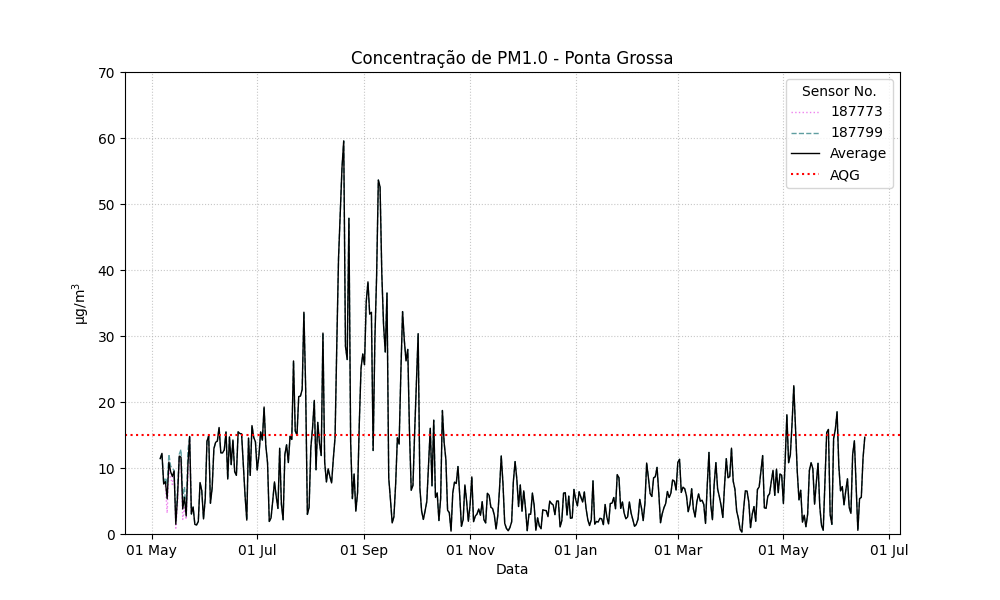 Concentração de PM1.0 - Ponta Grossa
70
60
50
40
30
20
10
0
µg/m³
Sensor No.
187773
187799
Average
AQG
01 May
01 Jul
01 Sep
01 Nov
01 Jan
01 Mar
01 May
01 Jul
Data